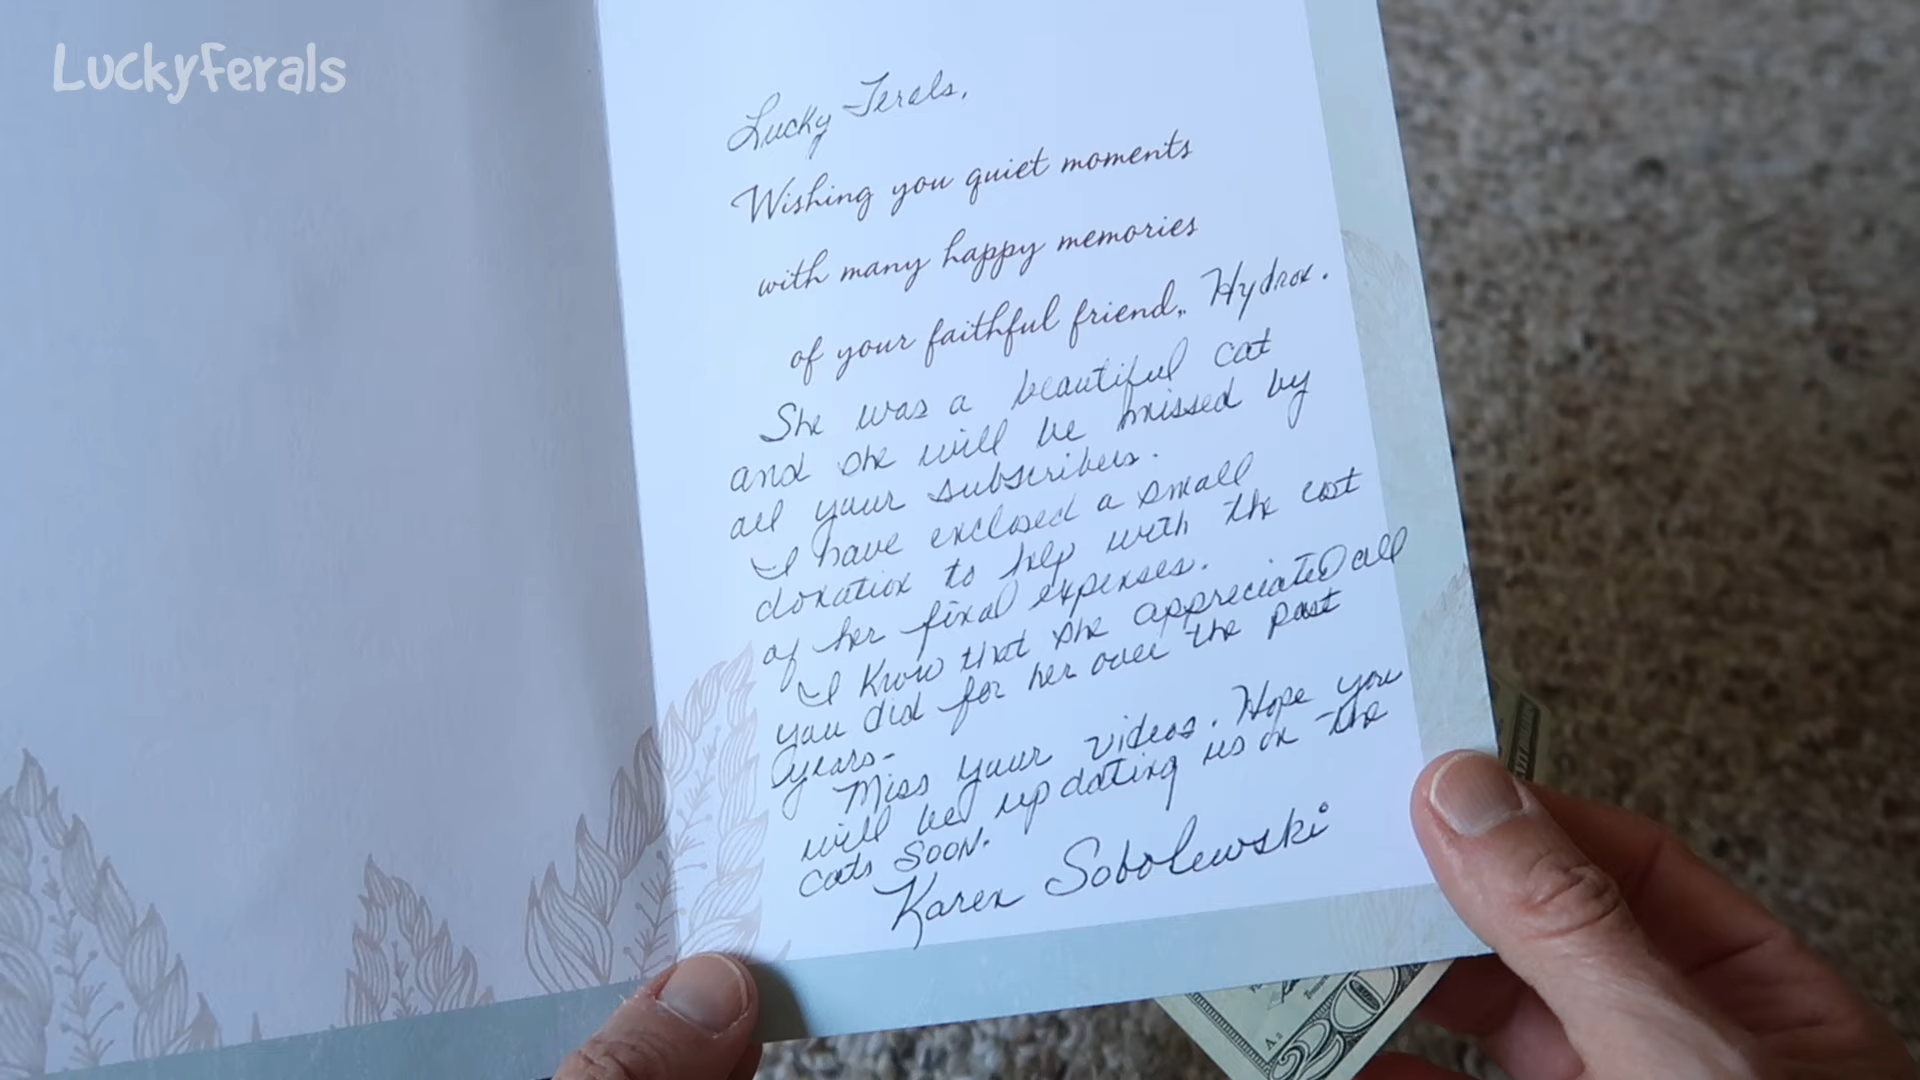 LuckyFerals
Lucky Ferals,
Wishing you quiet moments
with many happy memories
of your faithful friend,. Hydrox.
She was a beautiful cat
and she will be missed by
all your subscribers.
I have enclosed a small
donation to help with the cost
of her final expenses.
I know that she appreciated all
you did for her over the past
years-
Miss your videos. Hope you
will be updating us on the
cats soon.
Karen Sobolewski
20